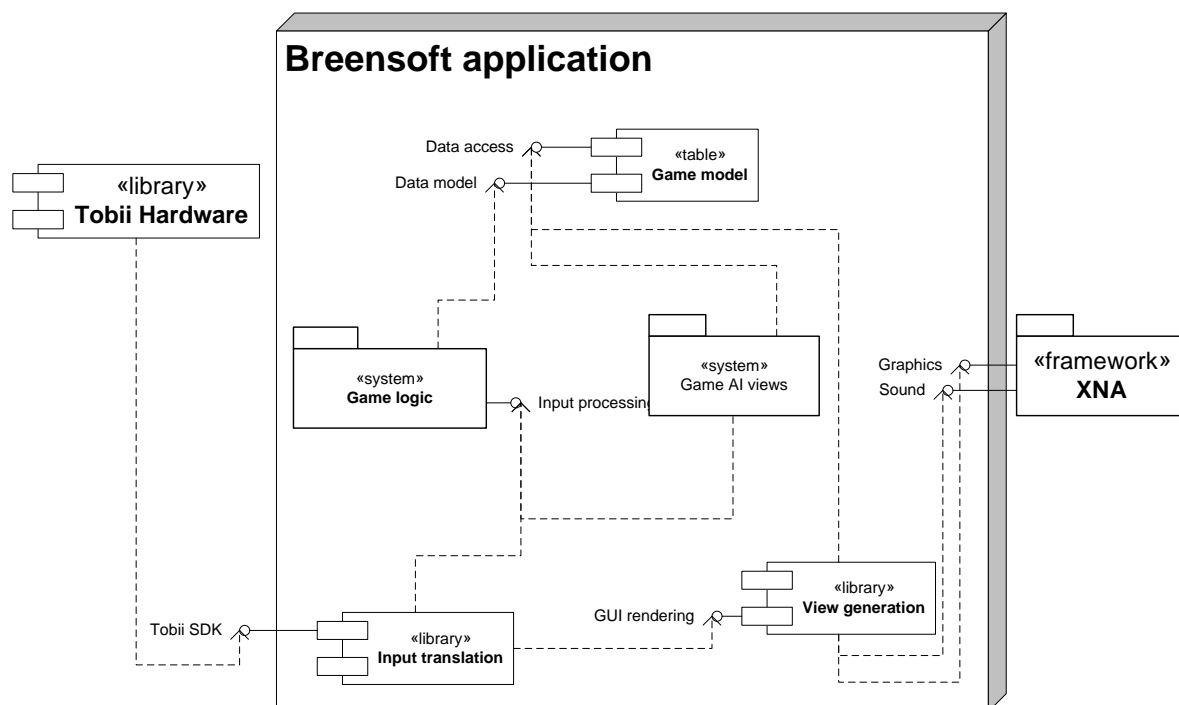 Breensoft application
Data access
«table»
Game model
Data model
«library»
Tobii Hardware
«system»
Game logic
Input processing
«system»
Game AI views
Graphics
Sound
«framework»
XNA
Tobii SDK
«library»
Input translation
GUI rendering
«library»
View generation